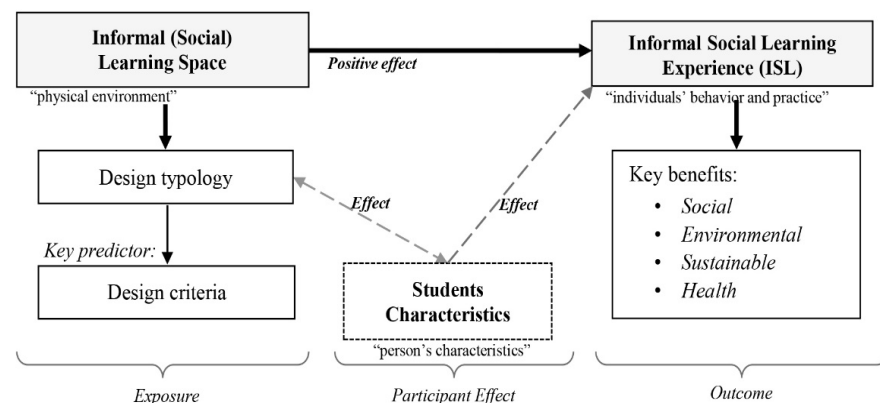 Informal (Social)
Learning Space
"physical environment"
Positive effect
Informal Social Learning
Experience (ISL)
"individuals' behavior and practice"
Design typology
Key predictor:
Design criteria
Effect
Effect
Students
Characteristics
"person's characteristics"
Key benefits:
• Social
• Environmental
• Sustainable
• Health
Exposure
Participant Effect
Outcome